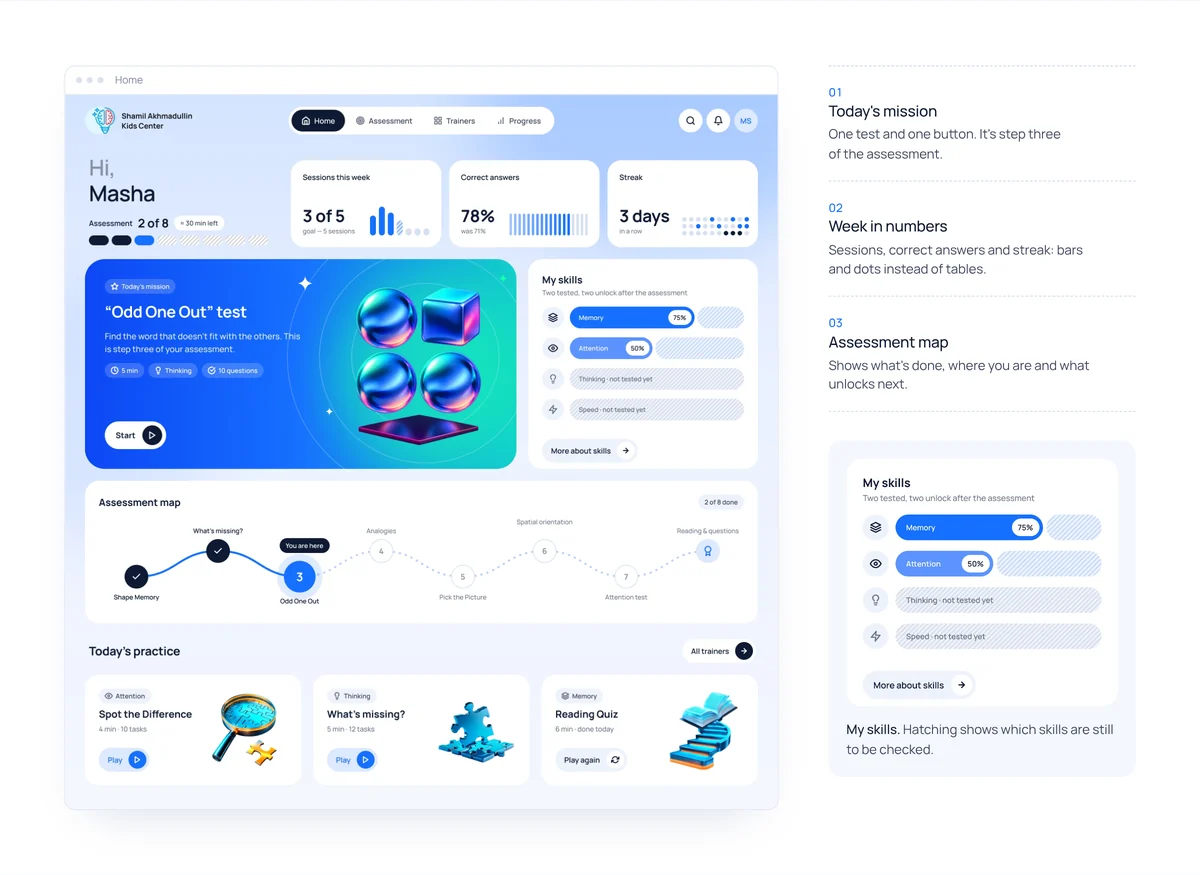 Home
Shamil Akhmadullin
Kids Center
Home
Assessment
Trainers
Progress
MS
Hi,
Masha
Assessment 2 of 8 ≈ 30 min left
Sessions this week
3 of 5
goal — 5 sessions
Correct answers
78%
was 71%
Streak
3 days
in a row
Today's mission
“Odd One Out” test
Find the word that doesn't fit with the others. This
is step three of your assessment.
5 min
Thinking
10 questions
Start
My skills
Two tested, two unlock after the assessment
Memory 75%
Attention 50%
Thinking · not tested yet
Speed · not tested yet
More about skills
Assessment map
2 of 8 done
Shape Memory
What's missing?
You are here
3
Odd One Out
Analogies
4
5
Pick the Picture
Spatial orientation
6
7
Attention test
Reading & questions
Today's practice
All trainers
Attention
Spot the Difference
4 min · 10 tasks
Play
Thinking
What's missing?
5 min · 12 tasks
Play
Memory
Reading Quiz
6 min · done today
Play again
01
Today's mission
One test and one button. It's step three
of the assessment.
02
Week in numbers
Sessions, correct answers and streak: bars
and dots instead of tables.
03
Assessment map
Shows what's done, where you are and what
unlocks next.
My skills
Two tested, two unlock after the assessment
Memory 75%
Attention 50%
Thinking · not tested yet
Speed · not tested yet
More about skills
My skills. Hatching shows which skills are still
to be checked.